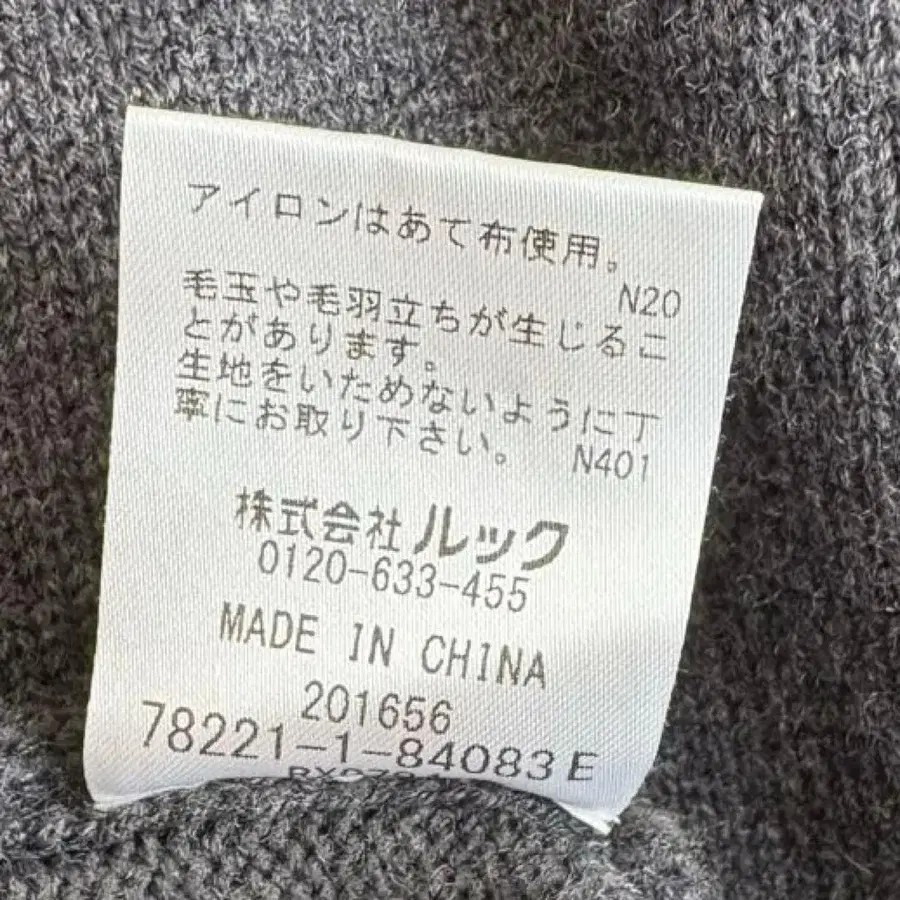 アイロンはあて布使用。
N20
毛玉や毛羽立ちが生じるこ
とがあります。
生地をいためないように丁
寧にお取り下さい。 N401
株式会社 ルック
0120-633-455
MADE IN CHINA
201656
78221-1-84083E